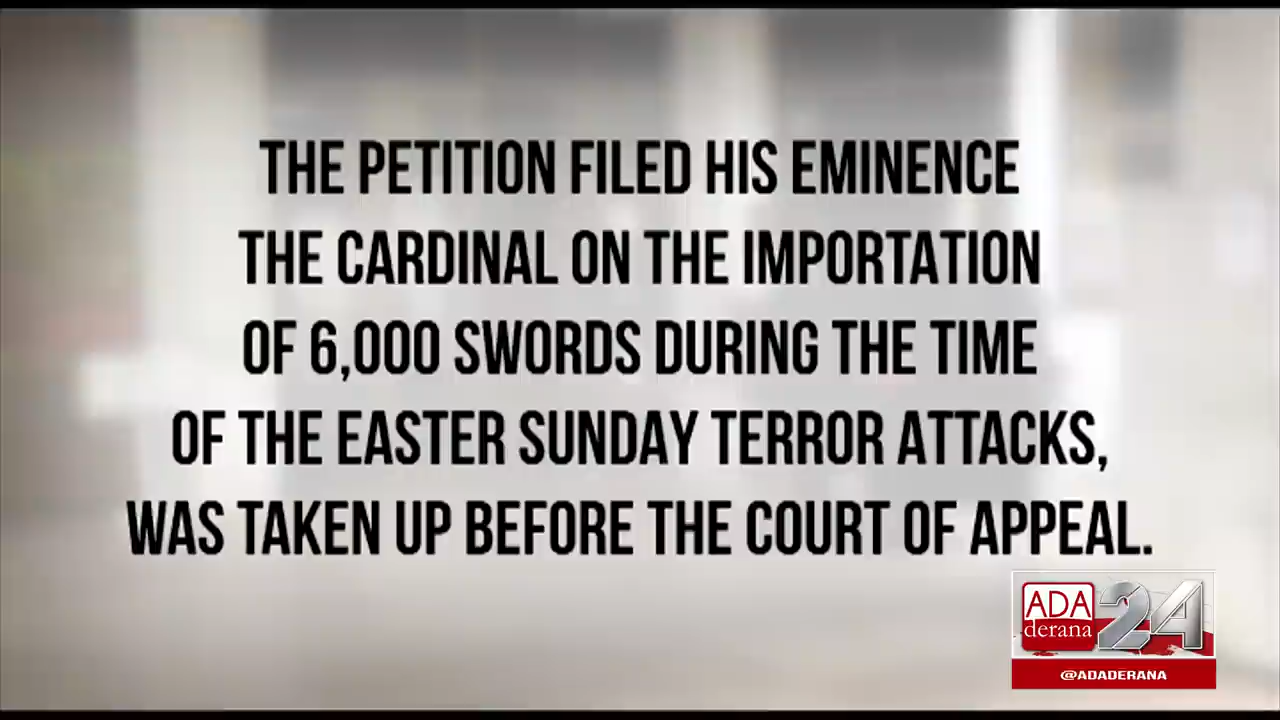 THE PETITION FILED HIS EMINENCE
THE CARDINAL ON THE IMPORTATION
OF 6,000 SWORDS DURING THE TIME
OF THE EASTER SUNDAY TERROR ATTACKS,
WAS TAKEN UP BEFORE THE COURT OF APPEAL.
ADA
derana
24
@ADADERANA